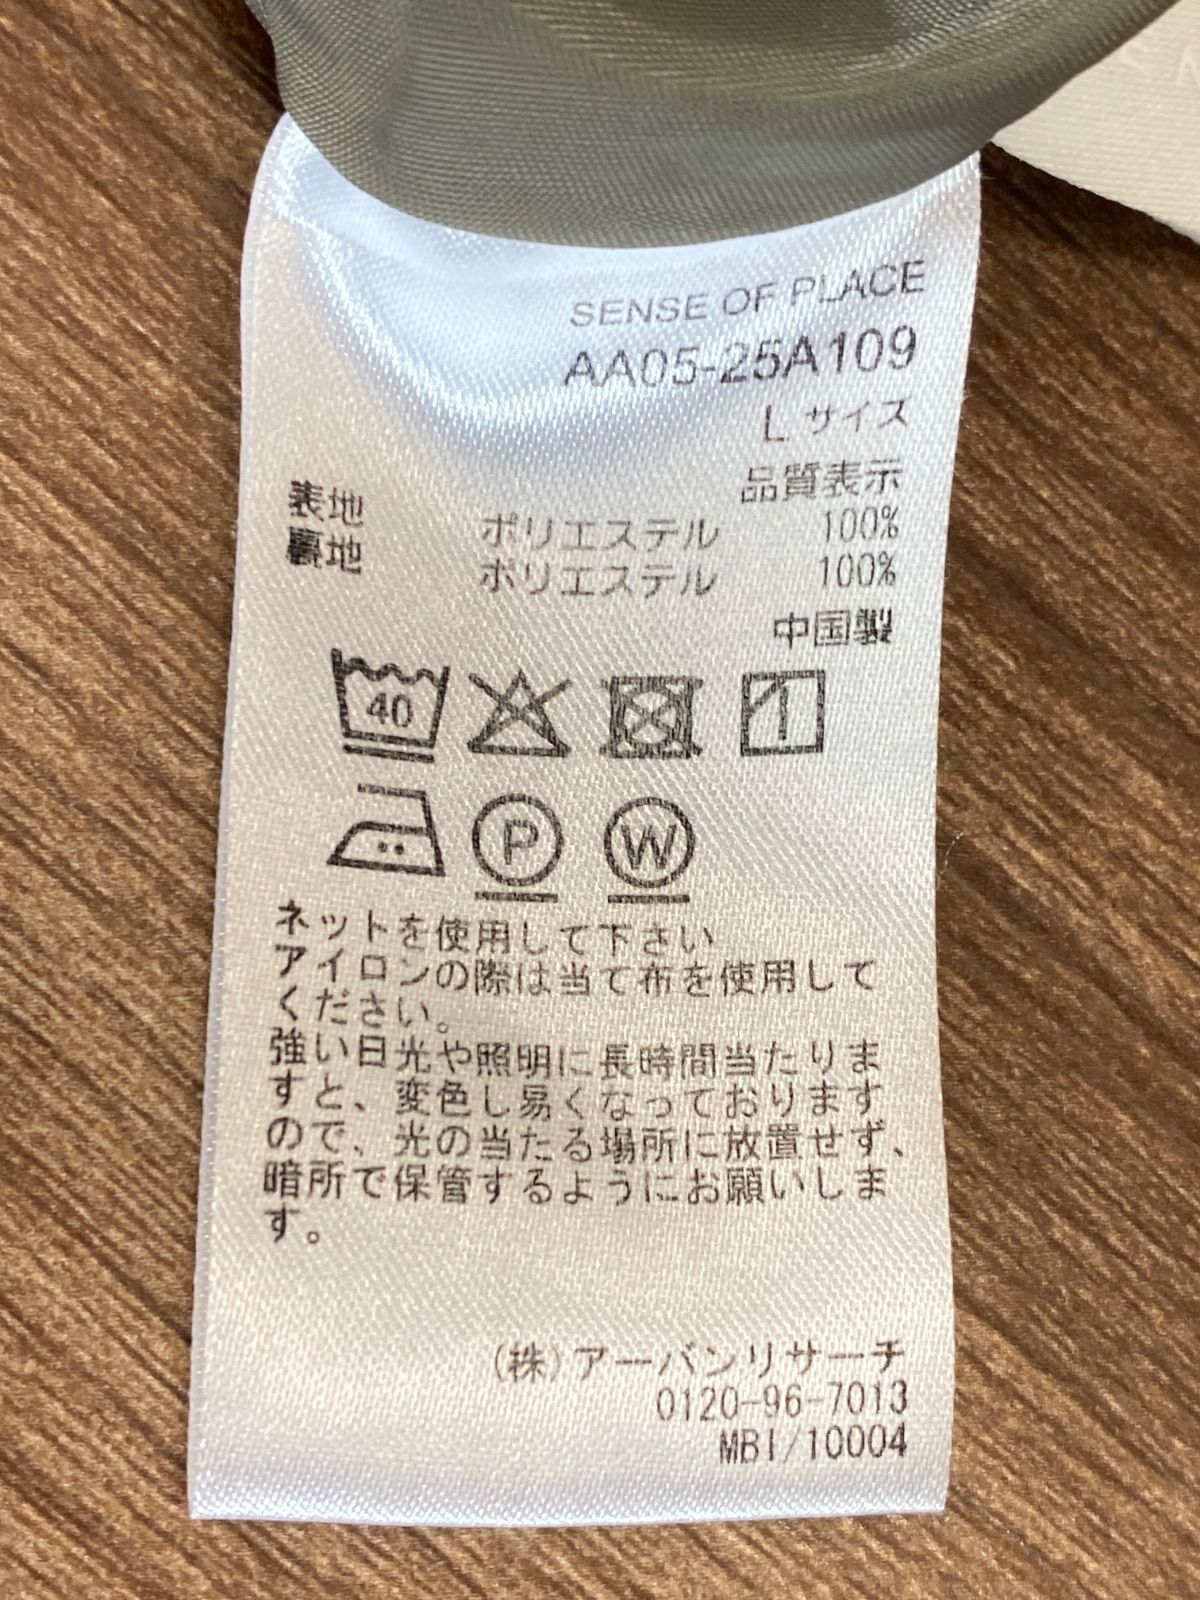 SENSE OF PLACE
AA05-25A109
L サイズ
品質表示
表地 ポリエステル 100%
裏地 ポリエステル 100%
中国製
40
P W
ネットを使用して下さい
アイロンの際は当て布を使用して
ください。
強い日光や照明に長時間当たりま
すと、変色し易くなっております
ので、光の当たる場所に放置せず、
暗所で保管するようにお願いしま
す。
(株)アーバンリサーチ
0120-96-7013
MBI/10004